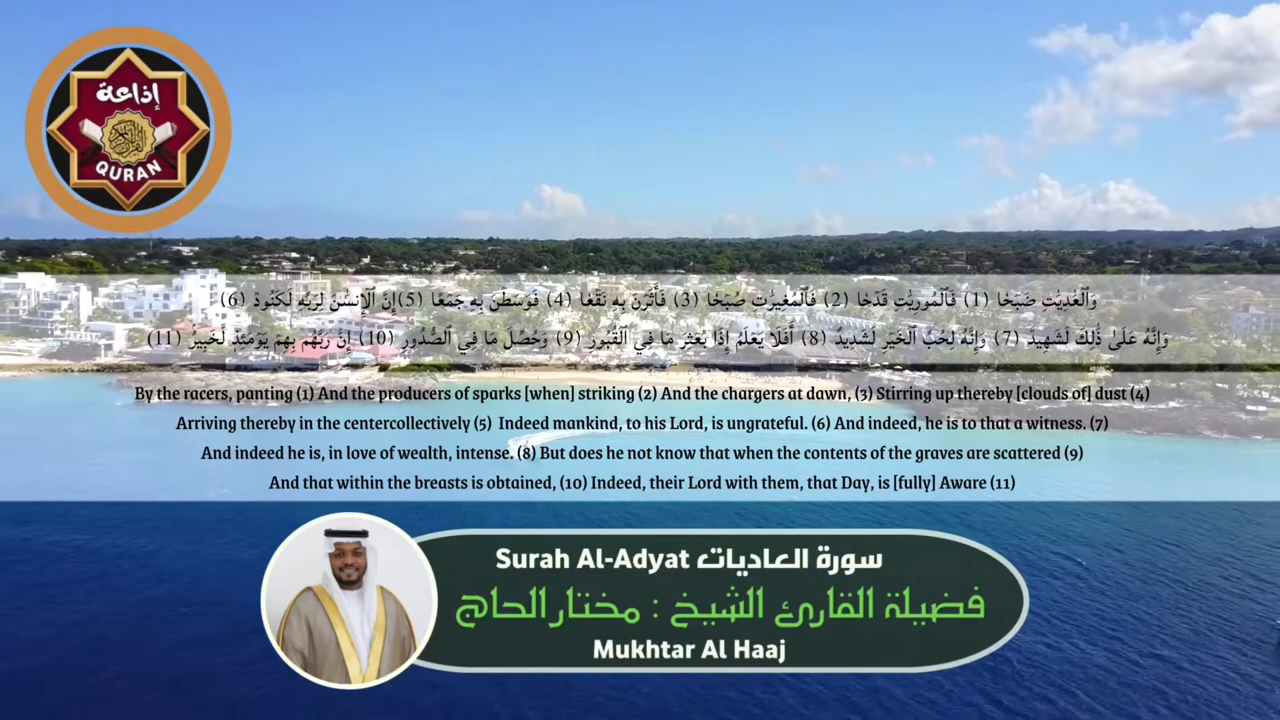 إذاعة
QURAN
وَٱلْعَٰدِيَٰتِ ضَبْحًا (1) فَٱلْمُورِيَٰتِ قَدْحًا (2) فَٱلْمُغِيرَٰتِ صُبْحًا (3) فَأَثَرْنَ بِهِ نَقْعًا (4) فَوَسَطْنَ بِهِ جَمْعًا (5) إِنَّ ٱلْإِنسَٰنَ لِرَبِّهِ لَكَنُودٌ (6)
وَإِنَّهُ عَلَىٰ ذَٰلِكَ لَشَهِيدٌ (7) وَإِنَّهُ لِحُبِّ ٱلْخَيْرِ لَشَدِيدٌ (8) أَفَلَا يَعْلَمُ إِذَا بُعْثِرَ مَا فِي ٱلْقُبُورِ (9) وَحُصِّلَ مَا فِي ٱلصُّدُورِ (10) إِنَّ رَبَّهُم بِهِمْ يَوْمَئِذٍ لَّخَبِيرٌ (11)
By the racers, panting (1) And the producers of sparks [when] striking (2) And the chargers at dawn, (3) Stirring up thereby [clouds of] dust (4)
Arriving thereby in the centercollectively (5) Indeed mankind, to his Lord, is ungrateful. (6) And indeed, he is to that a witness. (7)
And indeed he is, in love of wealth, intense. (8) But does he not know that when the contents of the graves are scattered (9)
And that within the breasts is obtained, (10) Indeed, their Lord with them, that Day, is [fully] Aware (11)
Surah Al-Adyat سورة العاديات
فضيلة القارئ الشيخ : مختار الحاج
Mukhtar Al Haaj